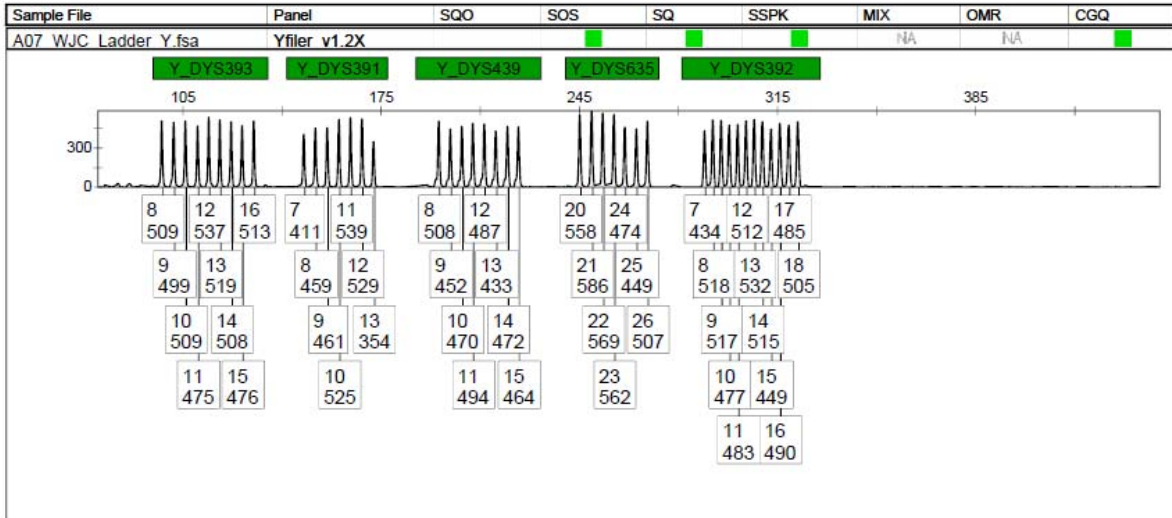 Sample File Panel SQO SOS SQ SSPK MIX OMR CGQ
A07_WJC_Ladder_Y.fsa Yfiler_v1.2X NA NA
Y_DYS393 Y_DYS391 Y_DYS439 Y_DYS635 Y_DYS392
105 175 245 315 385
300
0
8 12 16 7 11 8 12 20 24 7 12 17
509 537 513 411 539 508 487 558 474 434 512 485
9 13 8 12 9 13 21 25 8 13 18
499 519 459 529 452 433 586 449 518 532 505
10 14 9 13 10 14 22 26 9 14
509 508 461 354 470 472 569 507 517 515
11 15 10 11 15 23 10 15
475 476 525 494 464 562 477 449
11 16
483 490